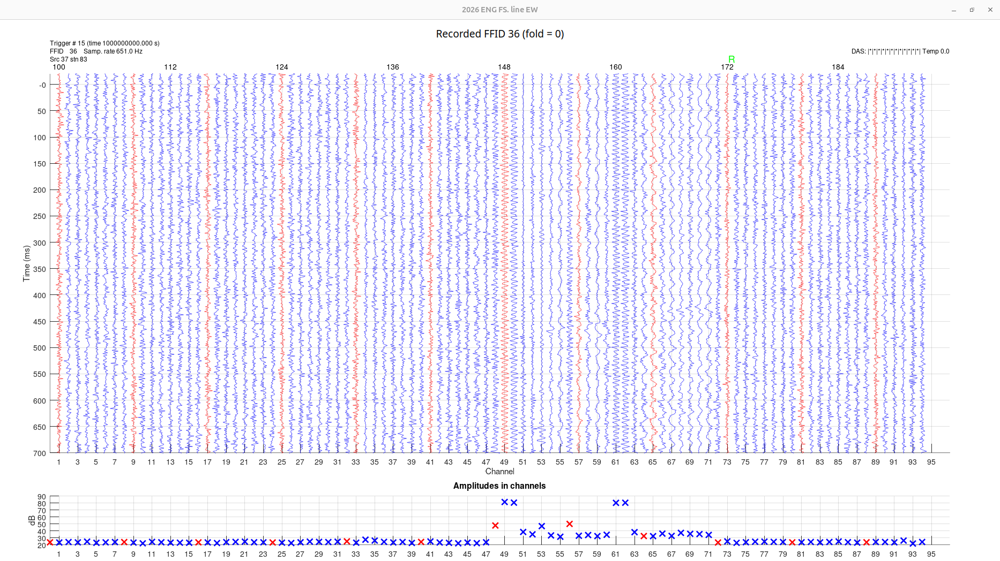 2026 ENG FS. line EW
Recorded FFID 36 (fold = 0)
Trigger # 15 (time 1000000000.000 s)
FFID 36 Samp. rate 651.0 Hz
DAS: |*|*|*|*|*|*|*|*|*|*|*| Temp 0.0
Src 37 stn 83
R
100 112 124 136 148 160 172 184
-0
50
100
150
200
250
300
350
400
450
500
550
600
650
700
Time (ms)
1 3 5 7 9 11 13 15 17 19 21 23 25 27 29 31 33 35 37 39 41 43 45 47 49 51 53 55 57 59 61 63 65 67 69 71 73 75 77 79 81 83 85 87 89 91 93 95
Channel
Amplitudes in channels
90
80
70
60
50
40
30
20
dB
1 3 5 7 9 11 13 15 17 19 21 23 25 27 29 31 33 35 37 39 41 43 45 47 49 51 53 55 57 59 61 63 65 67 69 71 73 75 77 79 81 83 85 87 89 91 93 95